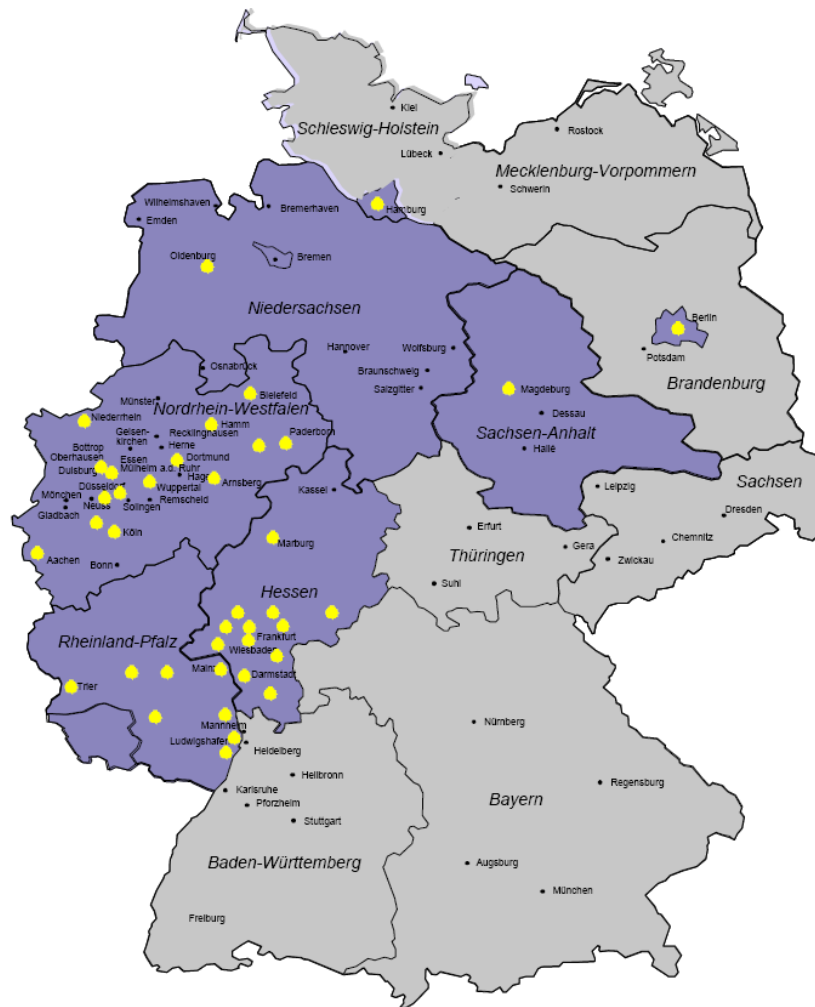 Kiel
Schleswig-Holstein
Rostock
Lübeck
Mecklenburg-Vorpommern
Schwerin
Wilhelmshaven
Bremerhaven
Hamburg
Emden
Oldenburg
Bremen
Niedersachsen
Berlin
Hannover
Wolfsburg
Potsdam
Osnabrück
Braunschweig
Brandenburg
Salzgitter
Magdeburg
Bielefeld
Münster
Nordrhein-Westfalen
Dessau
Niederrhein
Hamm
Sachsen-Anhalt
Gelsen-
kirchen
Recklinghausen
Paderborn
Bottrop
Herne
Halle
Essen
Oberhausen
Dortmund
Duisburg
Mülheim a.d. Ruhr
Hage
Arnsberg
Düsseldorf
Wuppertal
Kassel
Leipzig
Sachsen
Mönchen
Gladbach
Neuss
Solingen
Remscheid
Dresden
Köln
Erfurt
Marburg
Chemnitz
Aachen
Thüringen
Gera
Zwickau
Bonn
Suhl
Hessen
Rheinland-Pfalz
Frankfurt
Wiesbaden
Mainz
Darmstadt
Trier
Mannheim
Nürnberg
Ludwigshafen
Heidelberg
Heilbronn
Regensburg
Karlsruhe
Pforzheim
Bayern
Stuttgart
Baden-Württemberg
Augsburg
München
Freiburg